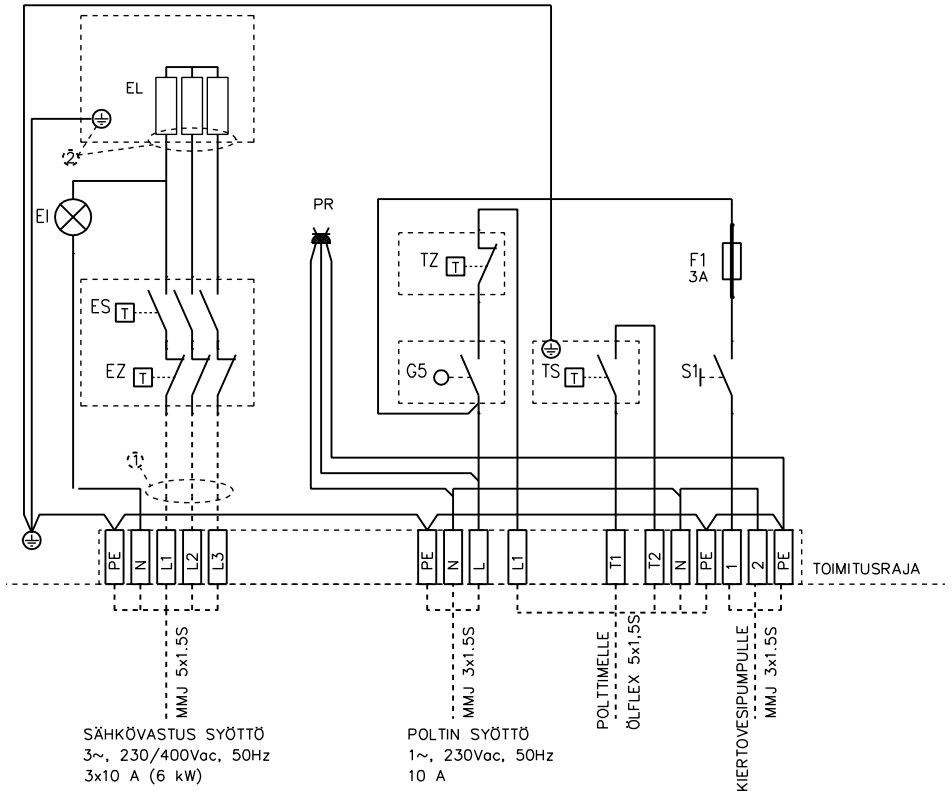 EL
2
EI
PR
TZ
T
F1
3A
ES
T
EZ
T
G5
TS
T
S1
1
PE
N
L1
L2
L3
PE
N
L
L1
T1
T2
N
PE
1
2
PE
TOIMITUSRAJA
MMJ 5x1.5S
MMJ 3x1.5S
POLTTIMELLE
ÖLFLEX 5x1,5S
KIERTOVESIPUMPULLE
MMJ 3x1.5S
SÄHKÖVASTUS SYÖTTÖ
3~, 230/400Vac, 50Hz
3x10 A (6 kW)
POLTIN SYÖTTÖ
1~, 230Vac, 50Hz
10 A